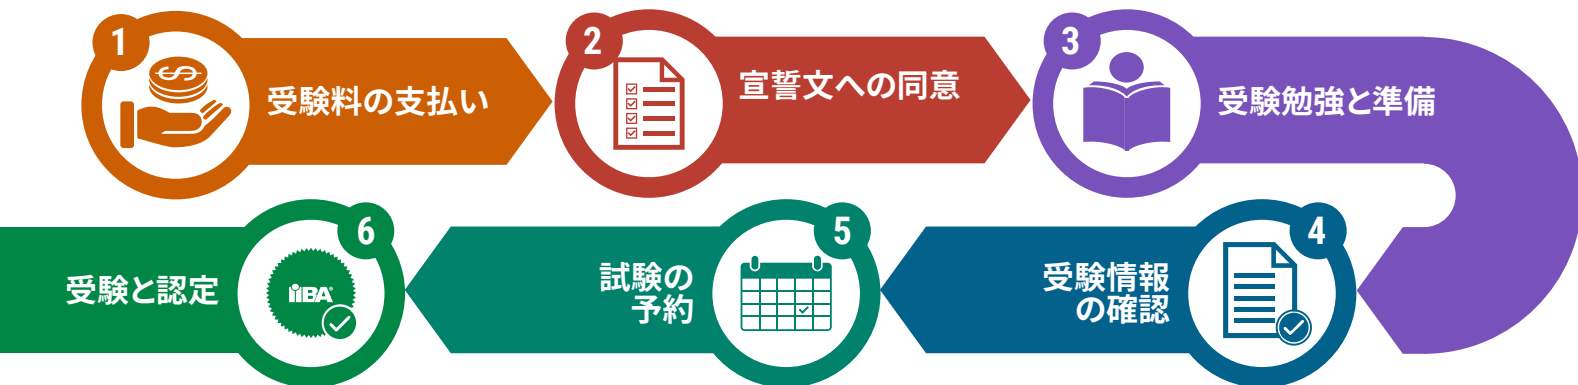 1
受験料の支払い
2
宣誓文への同意
3
受験勉強と準備
4
受験情報
の確認
5
試験の
予約
6
受験と認定
IIBA®